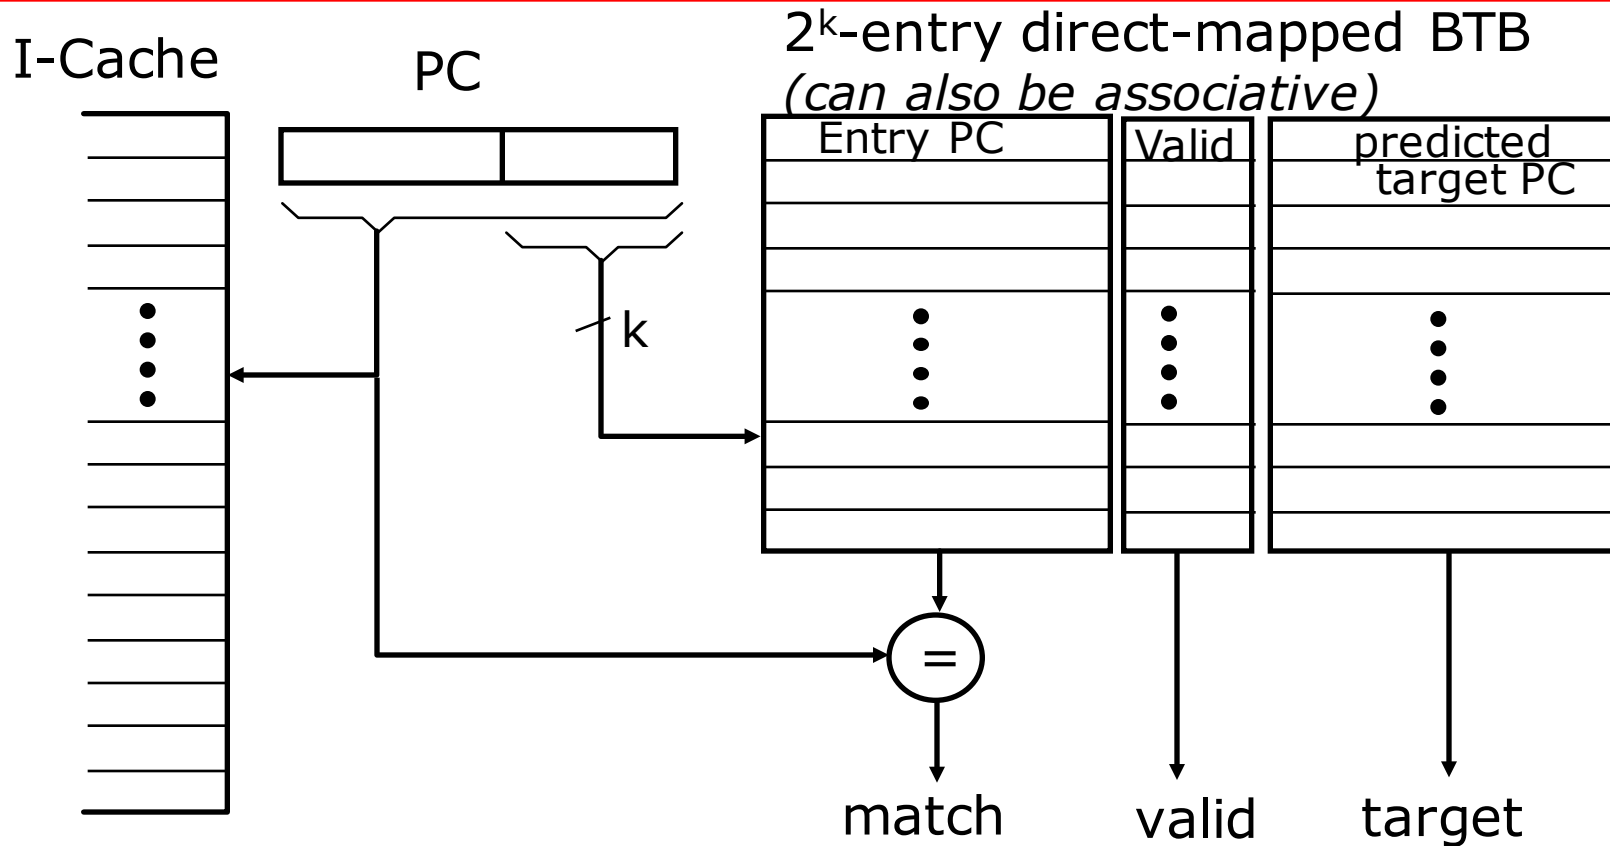 2ᵏ-entry direct-mapped BTB
(can also be associative)
I-Cache
PC
Entry PC
Valid
predicted
target PC
k
=
match
valid
target